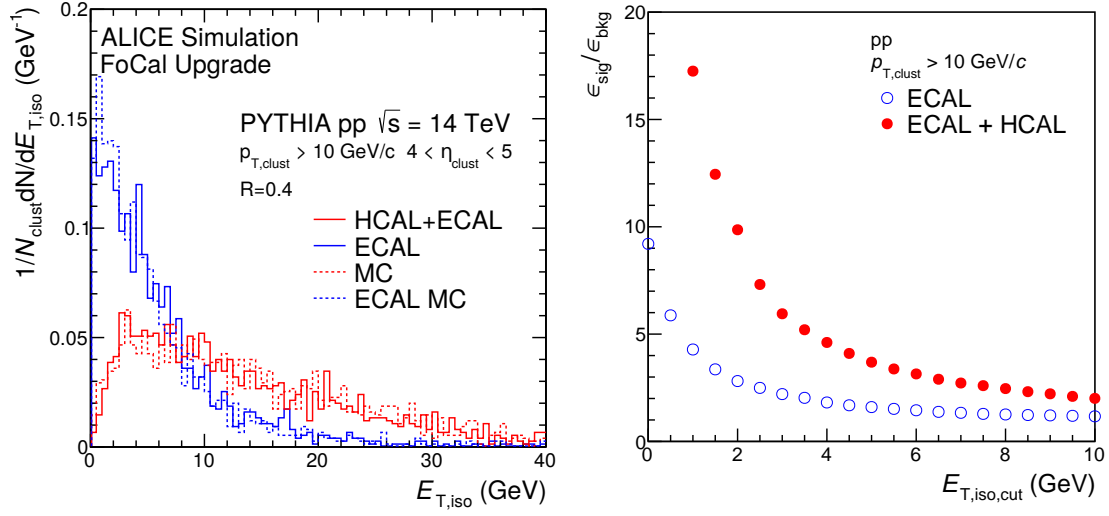 ALICE Simulation
FoCal Upgrade
PYTHIA pp √s = 14 TeV
p_T,clust > 10 GeV/c 4 < η_clust < 5
R=0.4
HCAL+ECAL
ECAL
MC
ECAL MC
1/N_clust dN/dE_T,iso (GeV⁻¹)
0.15
0.1
0.05
0
0 10 20 30 40
E_T,iso (GeV)
pp
p_T,clust > 10 GeV/c
ECAL
ECAL + HCAL
ε_sig/ε_bkg
20
15
10
5
0
0 2 4 6 8 10
E_T,iso,cut (GeV)